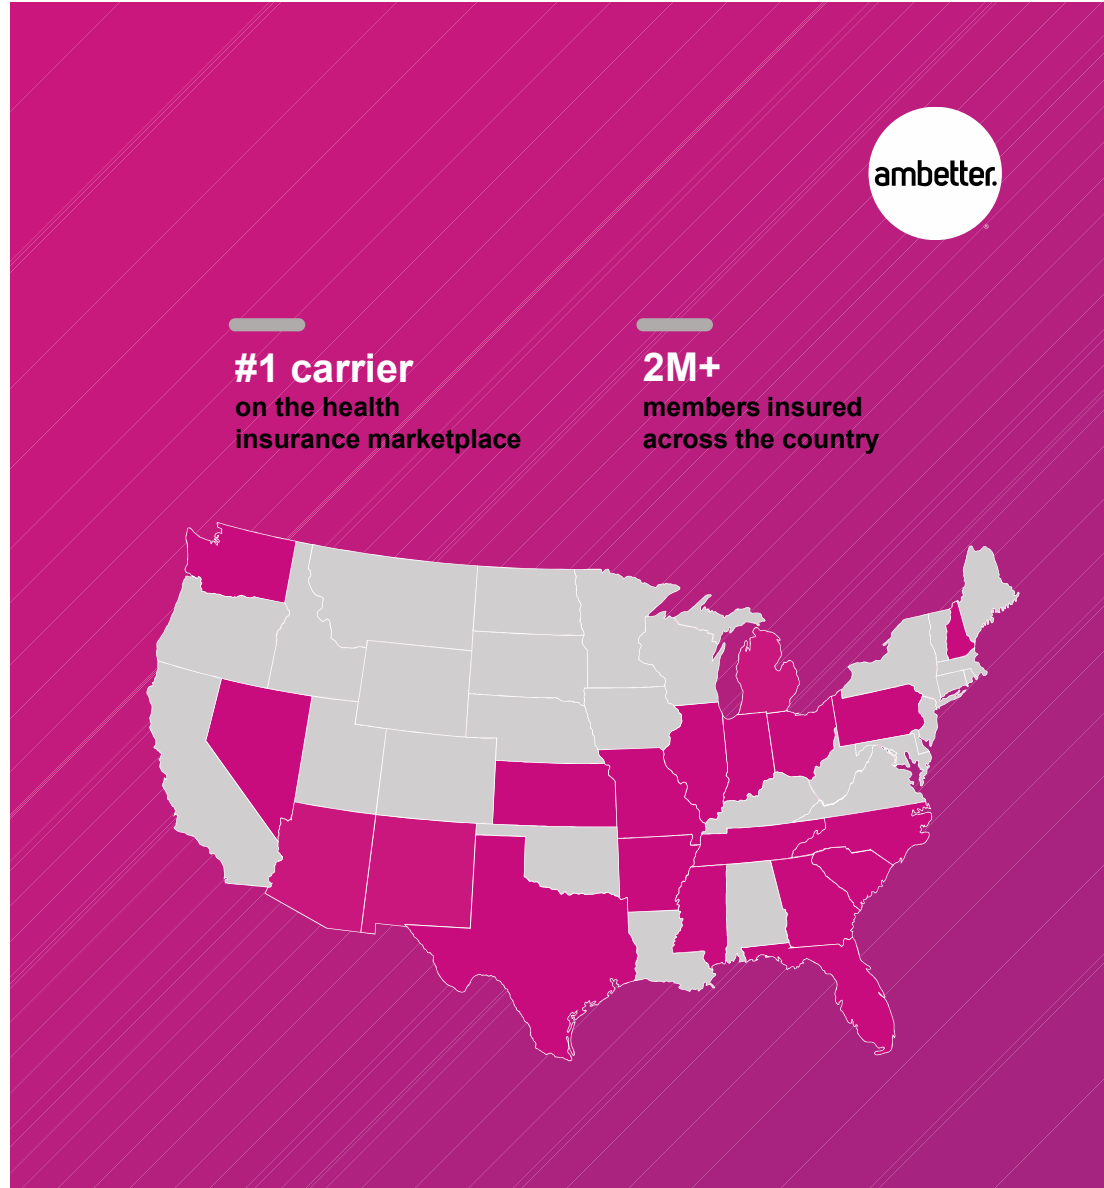 ambetter.
®
#1 carrier
on the health
insurance marketplace
2M+
members insured
across the country